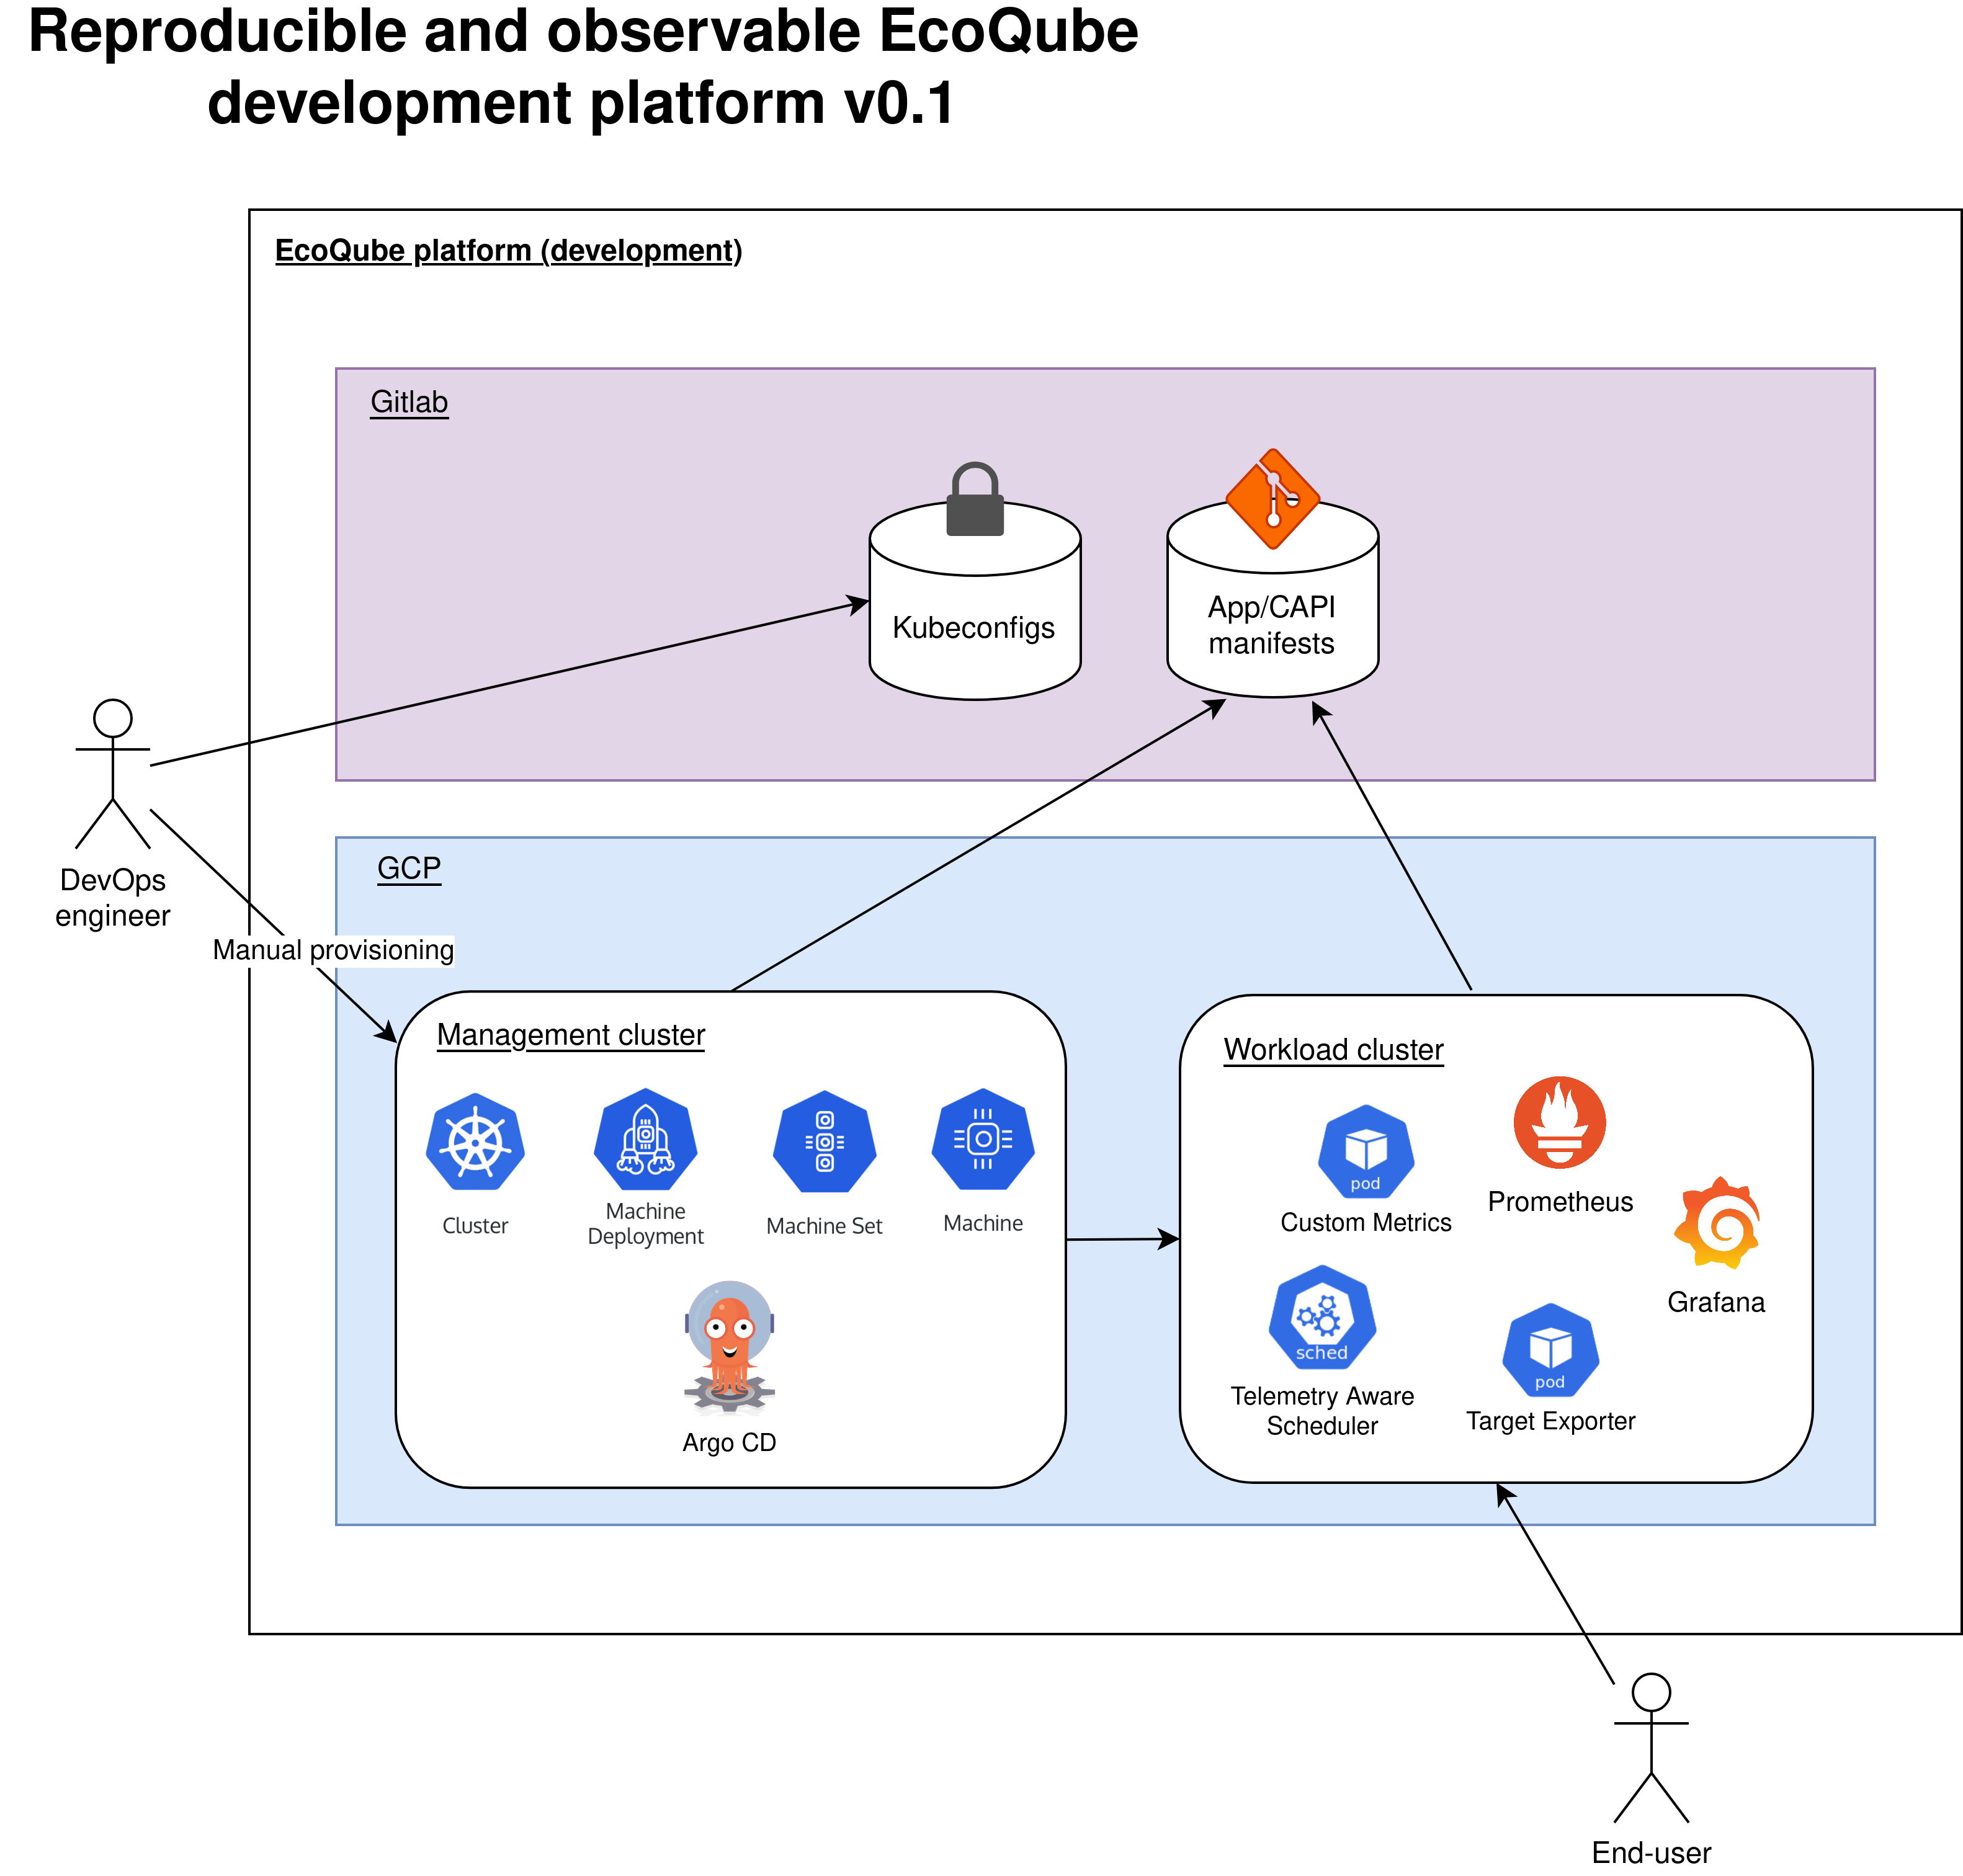 Reproducible and observable EcoQube
development platform v0.1
EcoQube platform (development)
Gitlab
Kubeconfigs
App/CAPI
manifests
DevOps
engineer
GCP
Manual provisioning
Management cluster
Cluster
Machine
Deployment
Machine Set
Machine
Argo CD
Workload cluster
pod
Custom Metrics
Prometheus
Grafana
sched
Telemetry Aware
Scheduler
pod
Target Exporter
End-user